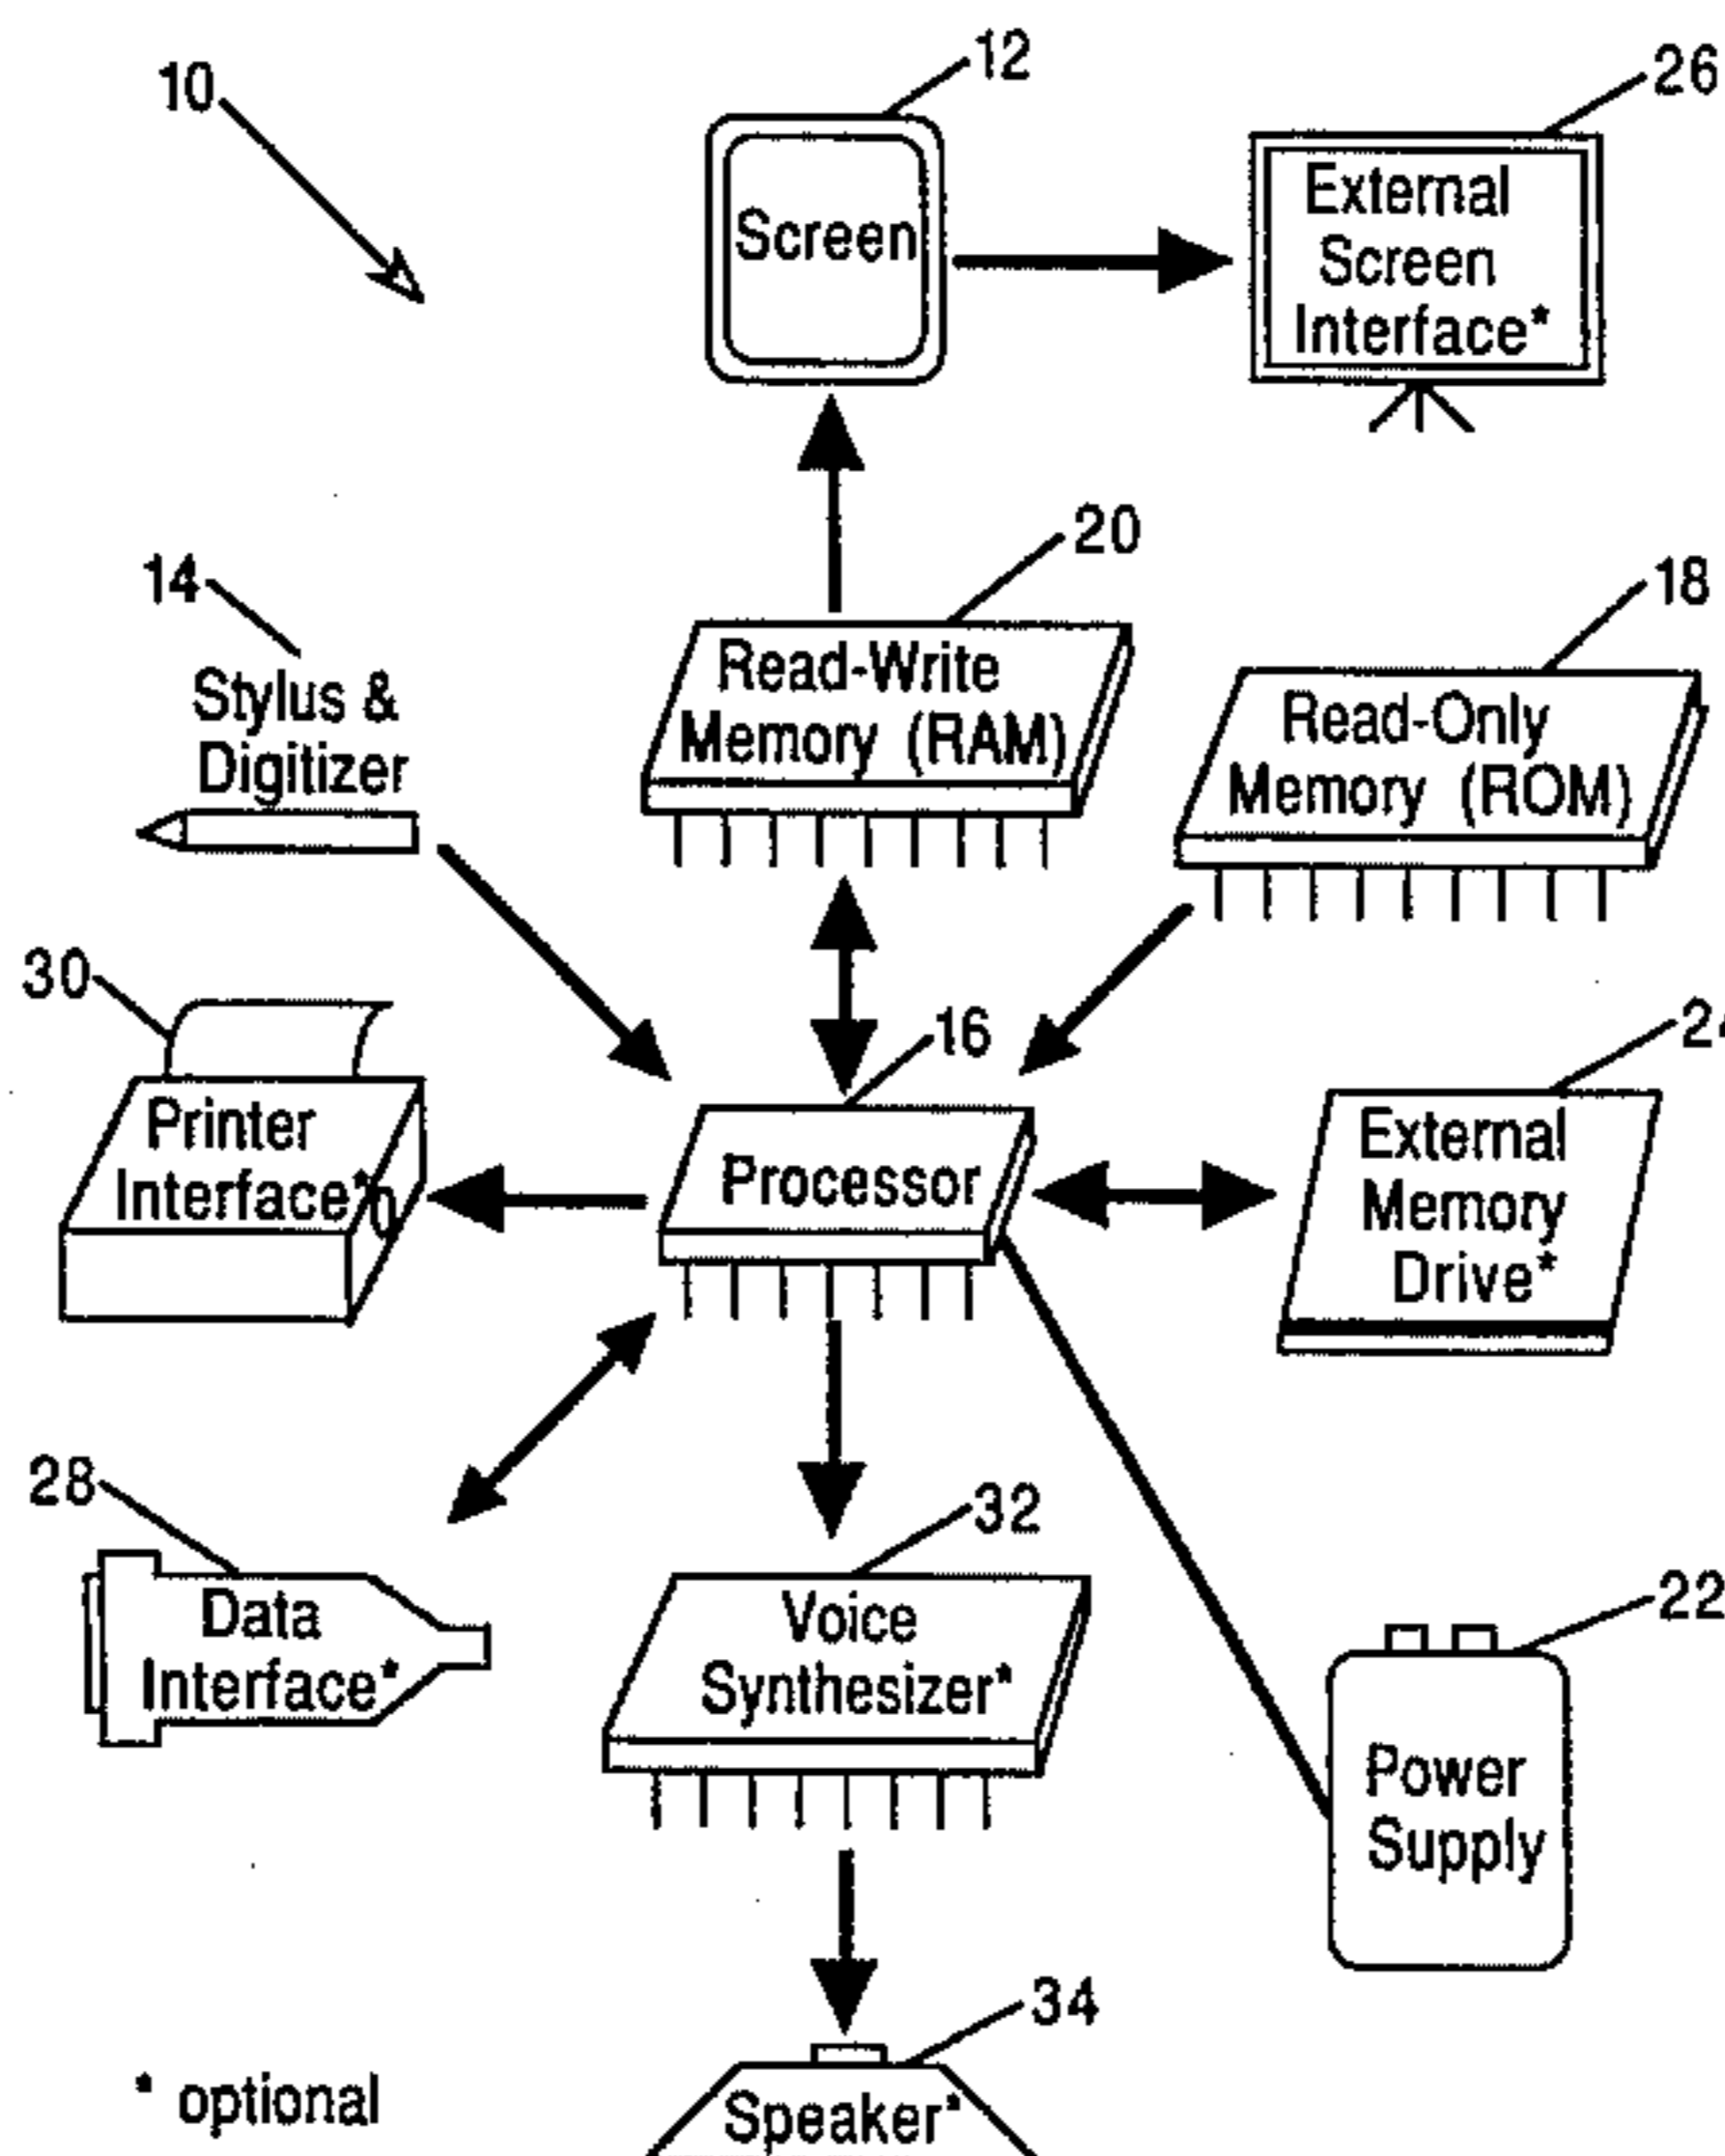 10
12
26
Screen
External
Screen
Interface*
20
14
18
Stylus &
Digitizer
Read-Write
Memory (RAM)
Read-Only
Memory (ROM)
30
16
Printer
Interface*
Processor
External
Memory
Drive*
28
32
22
Data
Interface*
Voice
Synthesizer*
Power
Supply
34
* optional
Speaker*